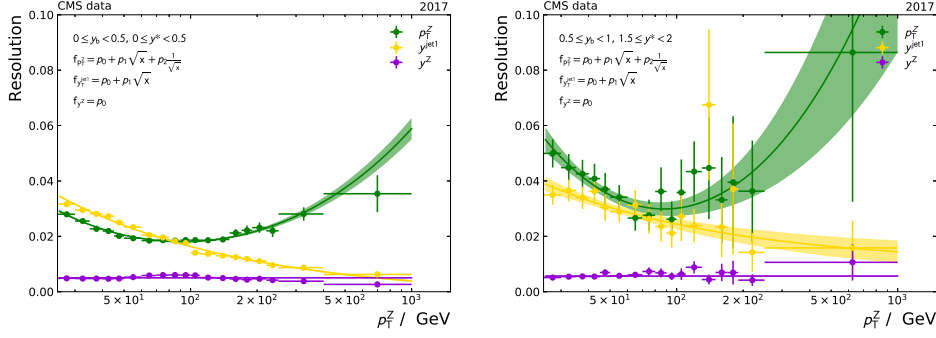 CMS data 2017
0 ≤ y_b < 0.5, 0 ≤ y* < 0.5
f_{p_T^Z} = p_0 + p_1 √x + p_2 1/√x
f_{y_T^{jet1}} = p_0 + p_1 √x
f_{y^Z} = p_0
p_T^Z
y^{jet1}
y^Z
Resolution
0.10
0.08
0.06
0.04
0.02
0.00
5 × 10^1 10^2 2 × 10^2 5 × 10^2 10^3
p_T^Z / GeV
CMS data 2017
0.5 ≤ y_b < 1, 1.5 ≤ y* < 2
f_{p_T^Z} = p_0 + p_1 √x + p_2 1/√x
f_{y_T^{jet1}} = p_0 + p_1 √x
f_{y^Z} = p_0
p_T^Z
y^{jet1}
y^Z
Resolution
0.10
0.08
0.06
0.04
0.02
0.00
5 × 10^1 10^2 2 × 10^2 5 × 10^2 10^3
p_T^Z / GeV